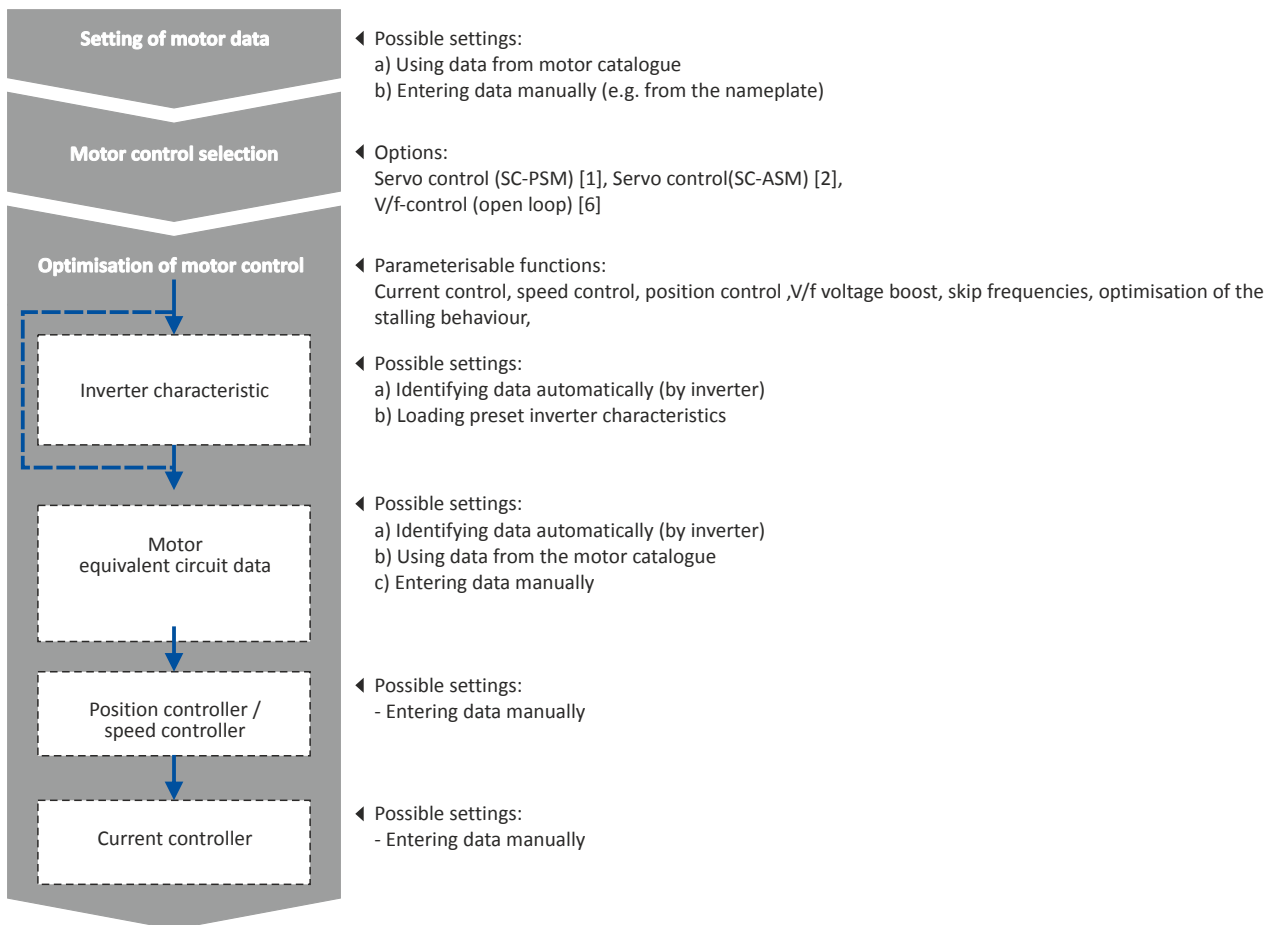 Setting of motor data
◀ Possible settings:
a) Using data from motor catalogue
b) Entering data manually (e.g. from the nameplate)
Motor control selection
◀ Options:
Servo control (SC-PSM) [1], Servo control(SC-ASM) [2],
V/f-control (open loop) [6]
Optimisation of motor control
◀ Parameterisable functions:
Current control, speed control, position control ,V/f voltage boost, skip frequencies, optimisation of the
stalling behaviour,
Inverter characteristic
◀ Possible settings:
a) Identifying data automatically (by inverter)
b) Loading preset inverter characteristics
Motor
equivalent circuit data
◀ Possible settings:
a) Identifying data automatically (by inverter)
b) Using data from the motor catalogue
c) Entering data manually
Position controller /
speed controller
◀ Possible settings:
- Entering data manually
Current controller
◀ Possible settings:
- Entering data manually